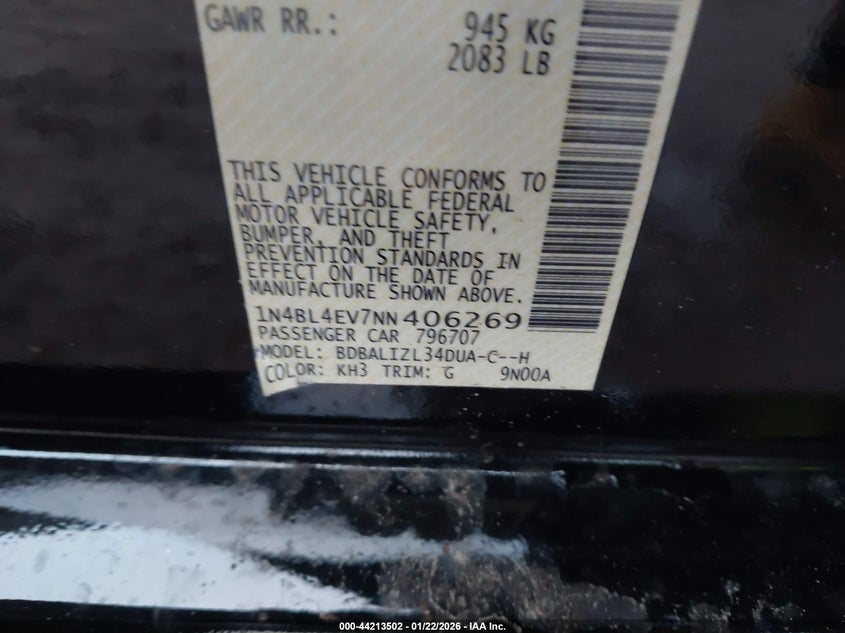 GAWR RR.: 945 KG
2083 LB
THIS VEHICLE CONFORMS TO
ALL APPLICABLE FEDERAL
MOTOR VEHICLE SAFETY,
BUMPER, AND THEFT
PREVENTION STANDARDS IN
EFFECT ON THE DATE OF
MANUFACTURE SHOWN ABOVE.
1N4BL4EV7NN406269
PASSENGER CAR 796707
MODEL: BDBALIZL34DUA-C--H
COLOR: KH3 TRIM: G 9N00A
000-44213502 - 01/22/2026 - IAA Inc.